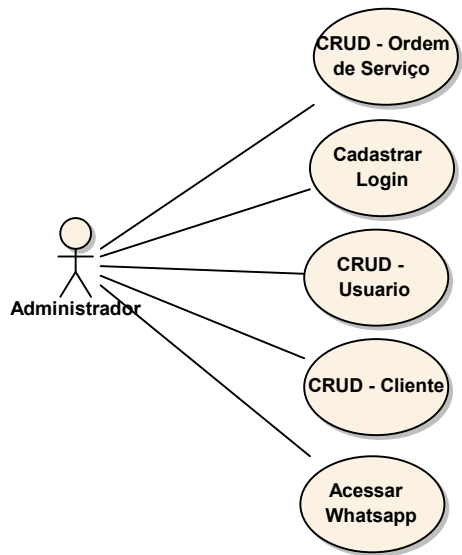 CRUD - Ordem
de Serviço
Cadastrar
Login
CRUD -
Usuario
Administrador
CRUD - Cliente
Acessar
Whatsapp